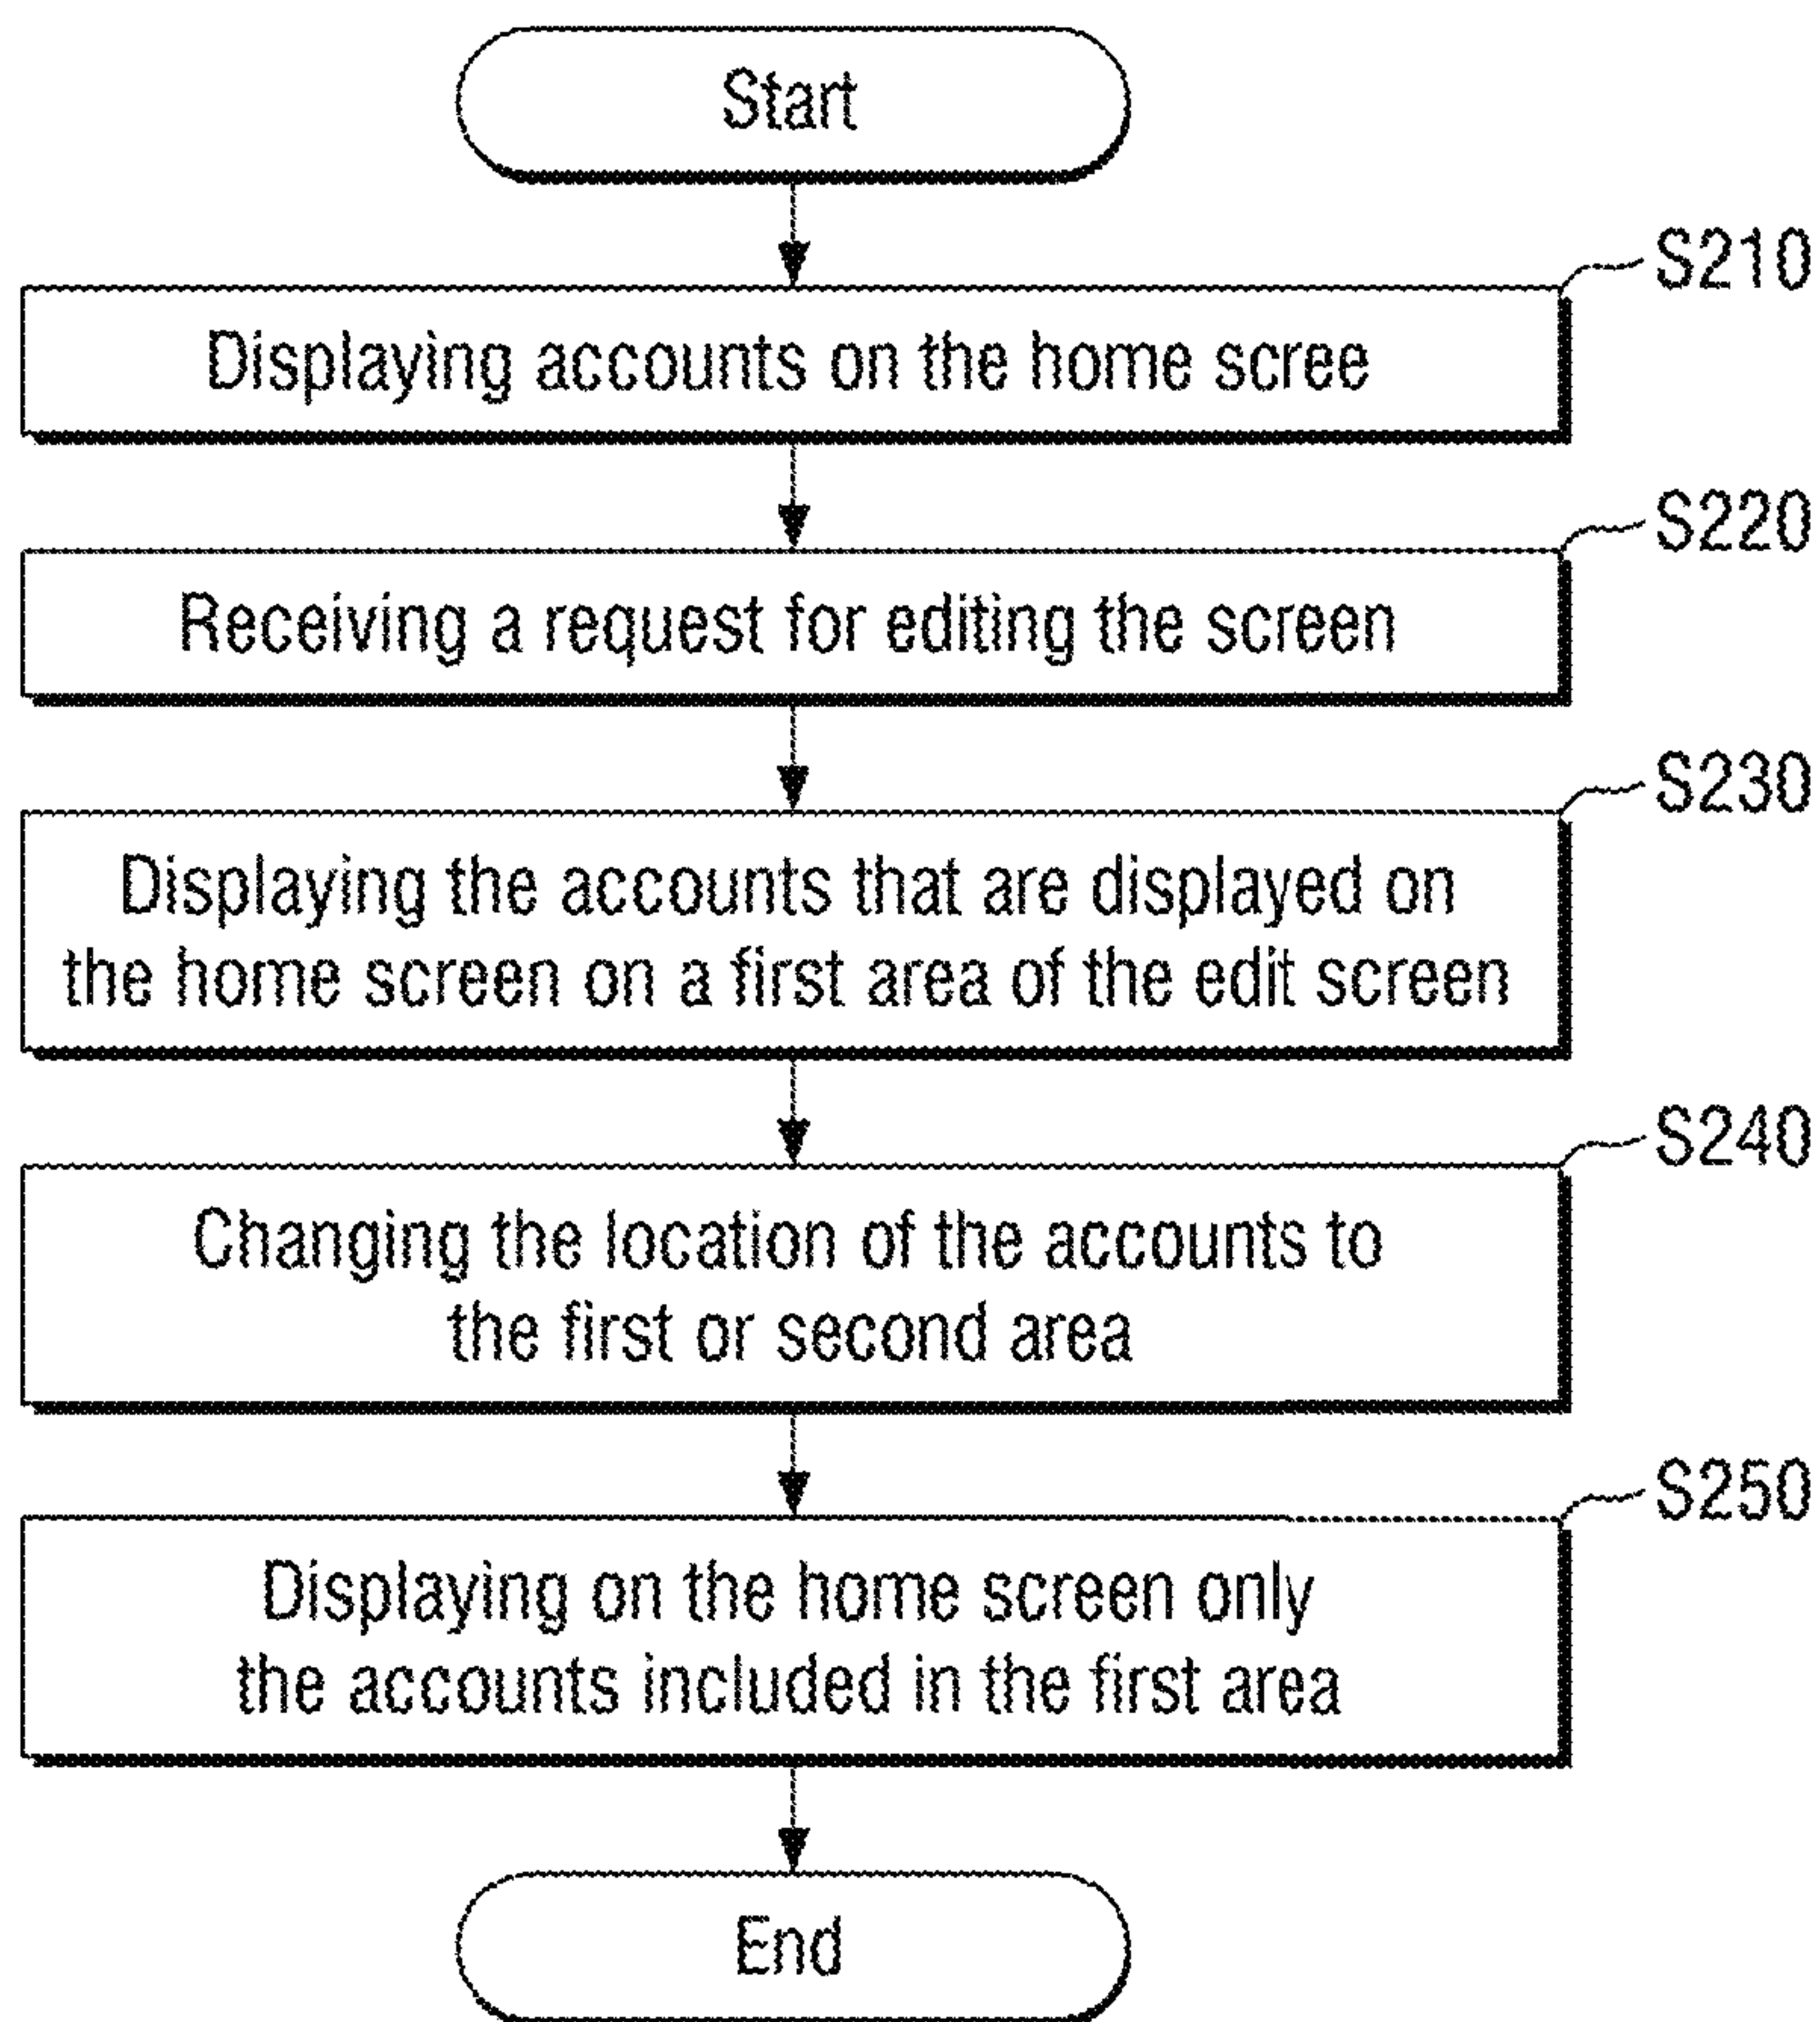 Start
S210
Displaying accounts on the home scree
S220
Receiving a request for editing the screen
S230
Displaying the accounts that are displayed on
the home screen on a first area of the edit screen
S240
Changing the location of the accounts to
the first or second area
S250
Displaying on the home screen only
the accounts included in the first area
End